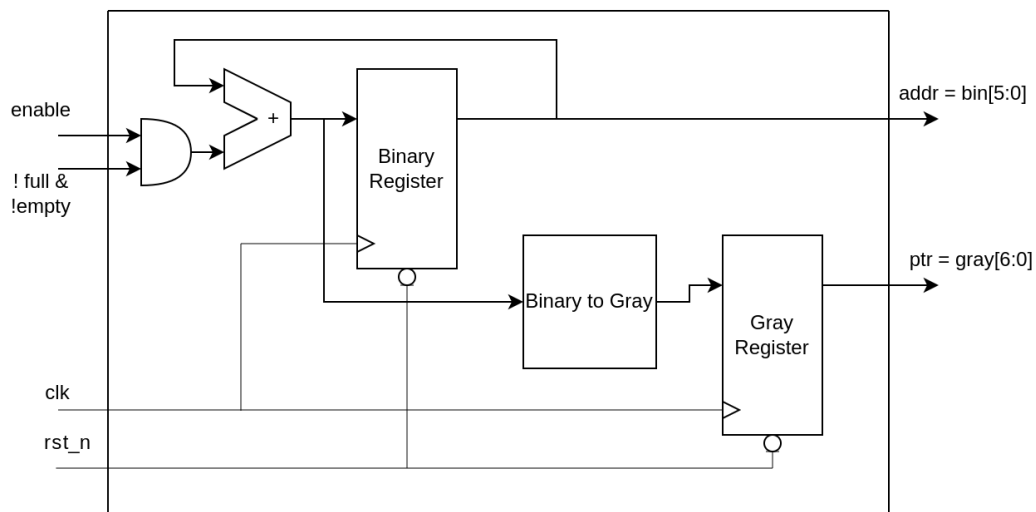 enable
! full &
!empty
+
Binary
Register
addr = bin[5:0]
Binary to Gray
Gray
Register
ptr = gray[6:0]
clk
rst_n